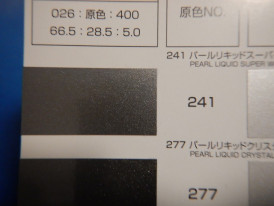 026：原色：400
66.5：28.5：5.0
原色NO
241 パールリキッドスーパー
PEARL LIQUID SUPER W
241
277 パールリキッドクリス
PEARL LIQUID CRYSTAL
277